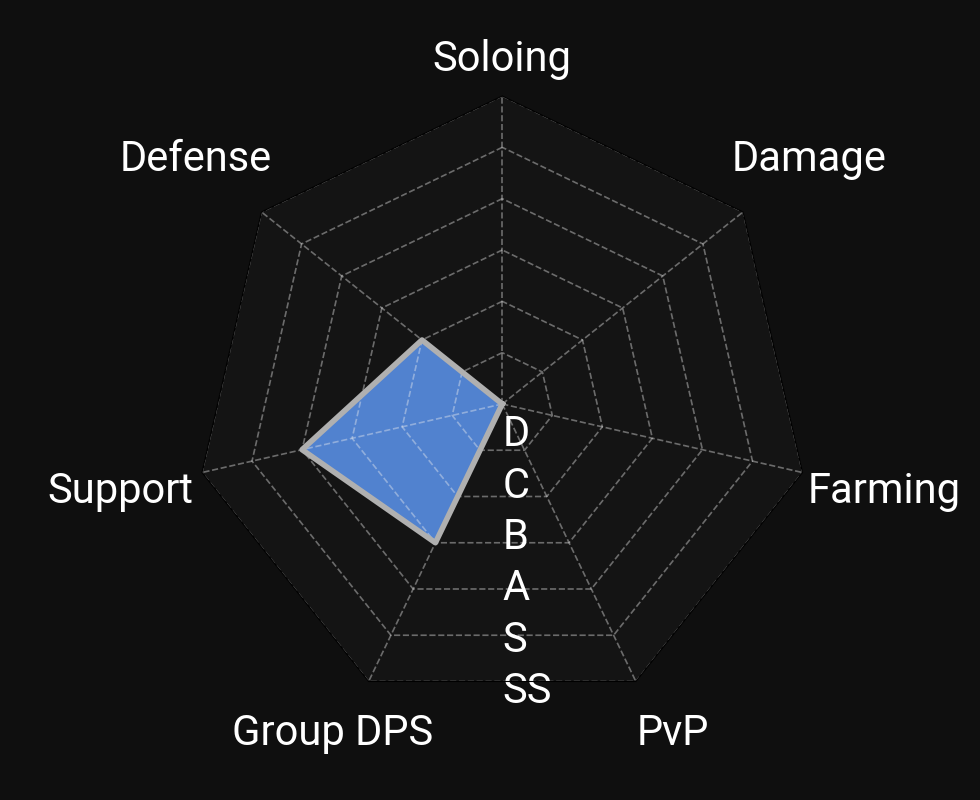 Soloing
Defense
Damage
D
C
Support
Farming
B
A
S
SS
Group DPS
PvP